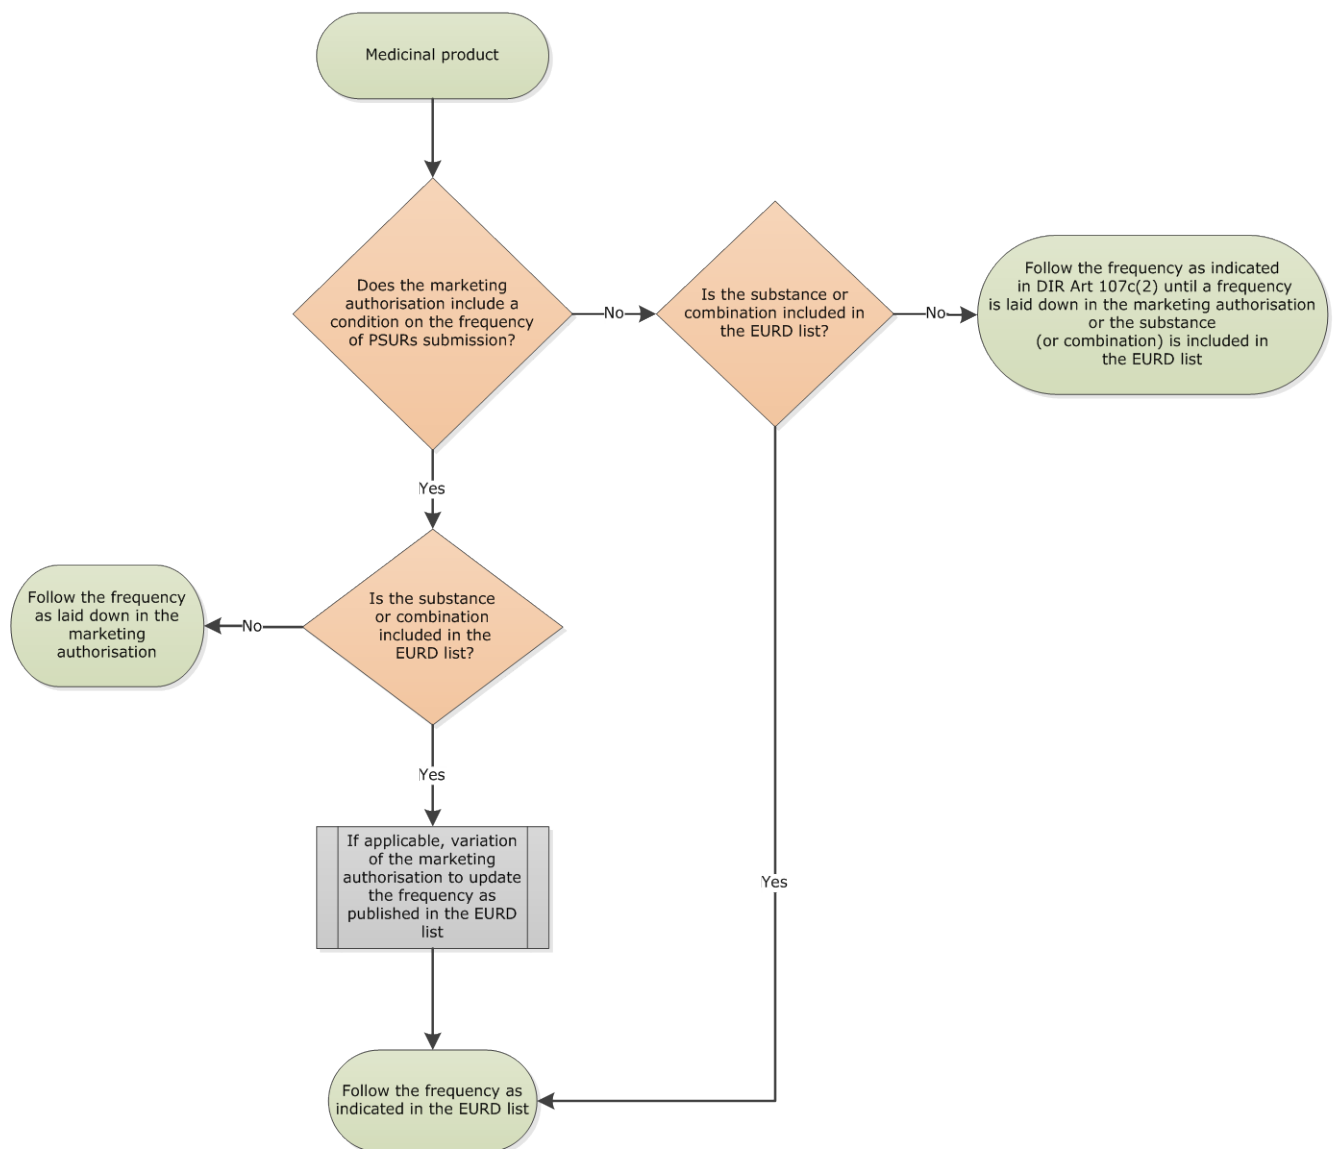 Medicinal product
Does the marketing
authorisation include a
condition on the frequency
of PSURs submission?
No
Is the substance or
combination included in
the EURD list?
No
Follow the frequency as indicated
in DIR Art 107c(2) until a frequency
is laid down in the marketing authorisation
or the substance
(or combination) is included in
the EURD list
Yes
Follow the frequency
as laid down in the
marketing
authorisation
No
Is the substance
or combination
included in the
EURD list?
Yes
If applicable, variation
of the marketing
authorisation to update
the frequency as
published in the EURD
list
Yes
Follow the frequency as
indicated in the EURD list